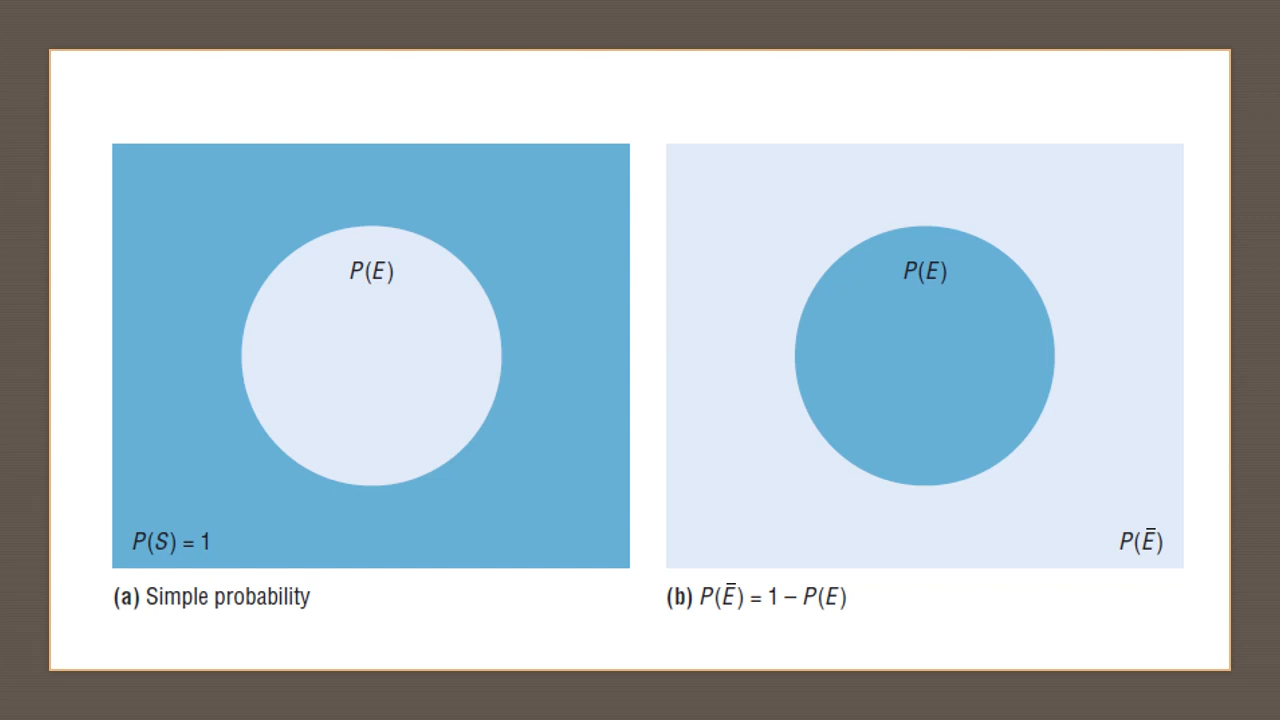 P(E)
P(S) = 1
(a) Simple probability
P(E)
P(Ē)
(b) P(Ē) = 1 – P(E)